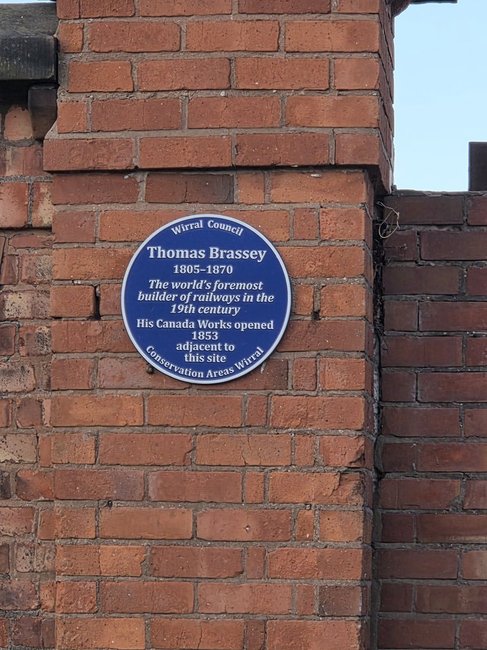 Wirral Council
Thomas Brassey
1805–1870
The world's foremost
builder of railways in the
19th century
His Canada Works opened
1853
adjacent to
this site
Conservation Areas Wirral